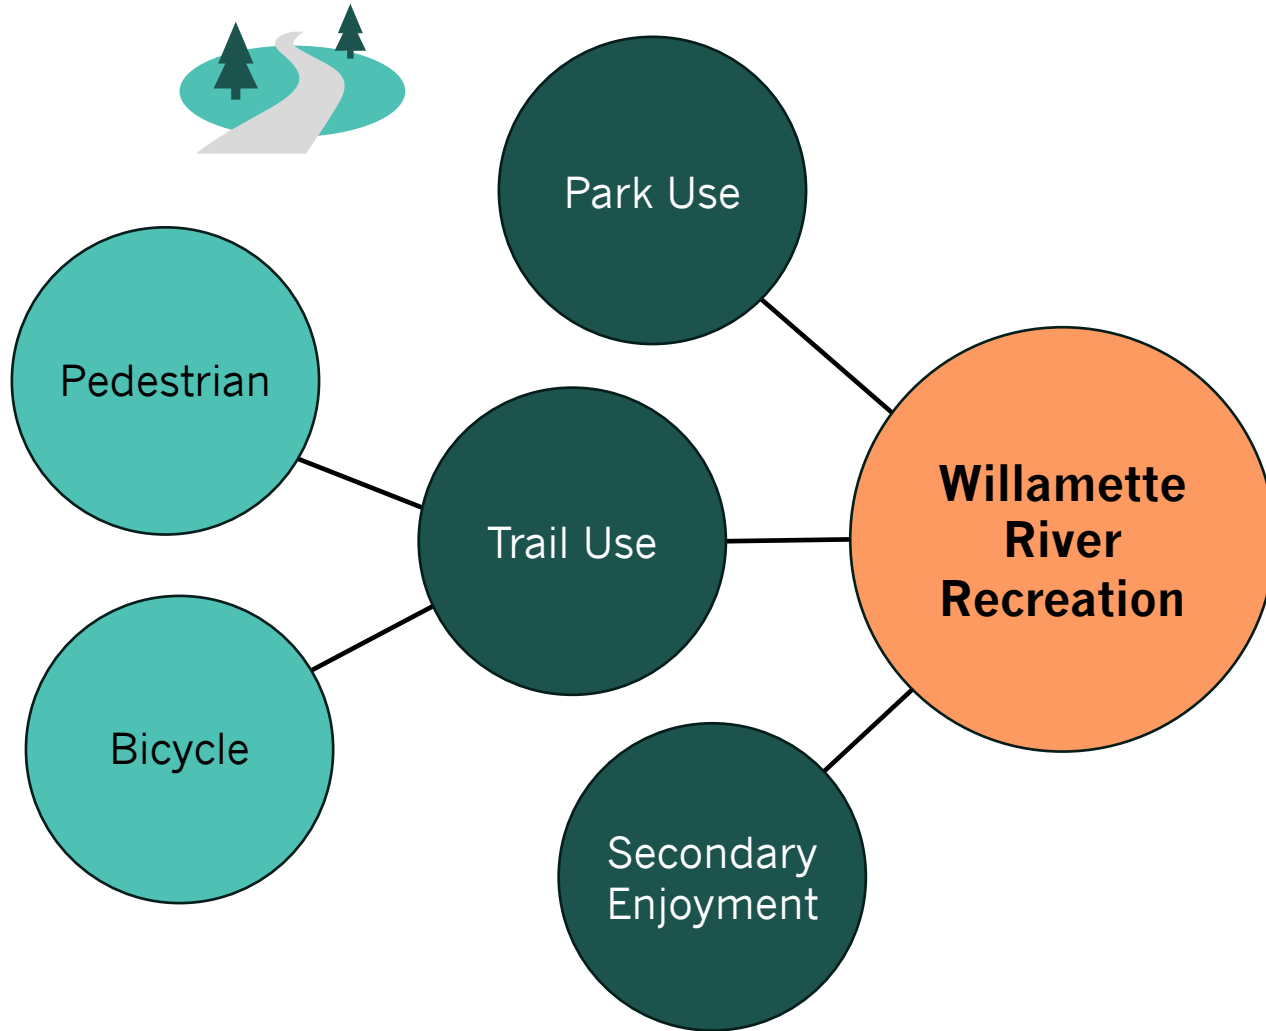 Park Use
Pedestrian
Trail Use
Willamette
River
Recreation
Bicycle
Secondary
Enjoyment